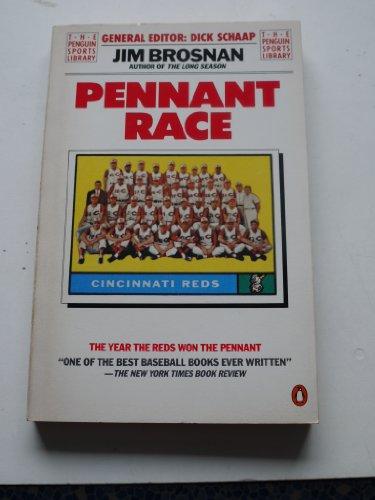 T·H·E
PENGUIN
SPORTS
LIBRARY
GENERAL EDITOR: DICK SCHAAP
T·H·E
PENGUIN
SPORTS
LIBRARY
JIM BROSNAN
AUTHOR OF THE LONG SEASON
PENNANT
RACE
CINCINNATI REDS
THE YEAR THE REDS WON THE PENNANT
“ONE OF THE BEST BASEBALL BOOKS EVER WRITTEN”
—THE NEW YORK TIMES BOOK REVIEW